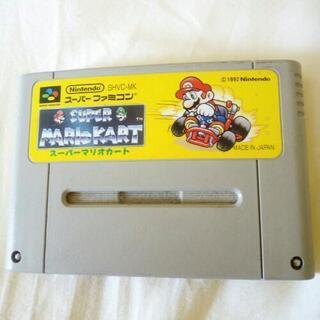 Nintendo SHVC-MK
スーパーファミコン
SUPER
MARIO KART
スーパーマリオカート
©1992 Nintendo
MADE IN JAPAN